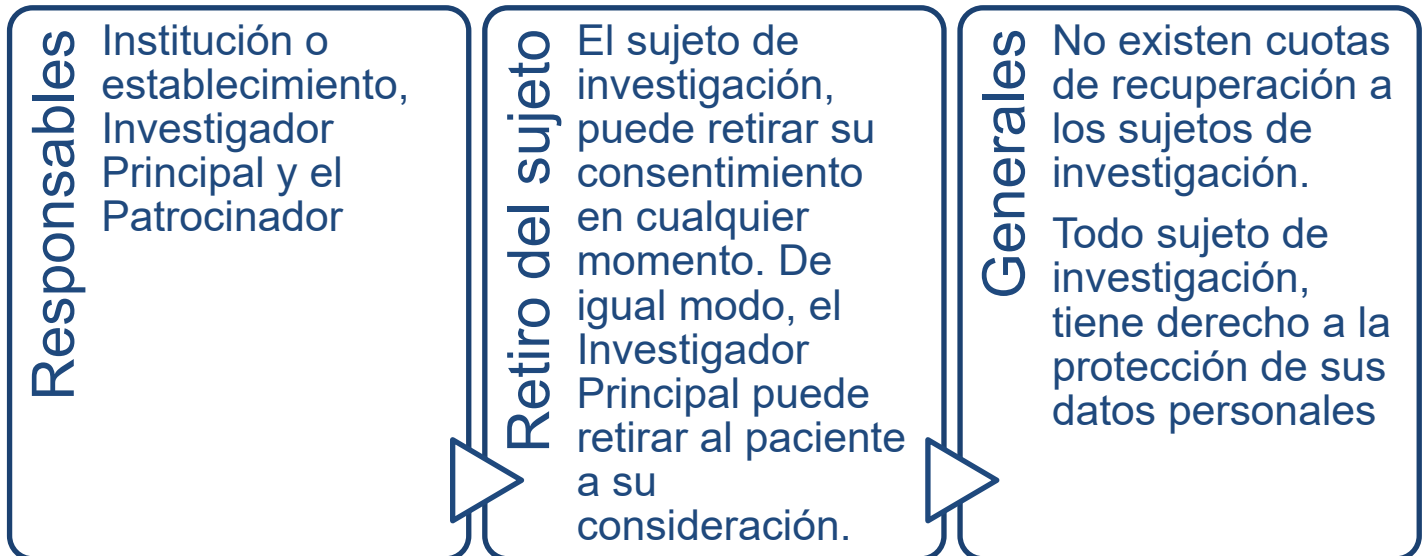 Responsables
Institución o
establecimiento,
Investigador
Principal y el
Patrocinador
Retiro del sujeto
El sujeto de
investigación,
puede retirar su
consentimiento
en cualquier
momento. De
igual modo, el
Investigador
Principal puede
retirar al paciente
a su
consideración.
Generales
No existen cuotas
de recuperación a
los sujetos de
investigación.
Todo sujeto de
investigación,
tiene derecho a la
protección de sus
datos personales